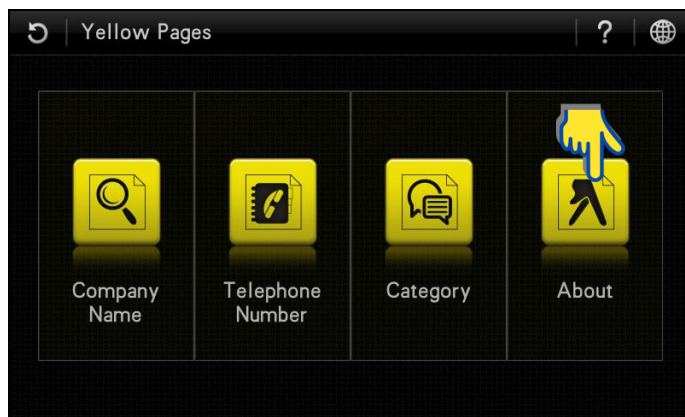 Yellow Pages
?
Company
Name
Telephone
Number
Category
About